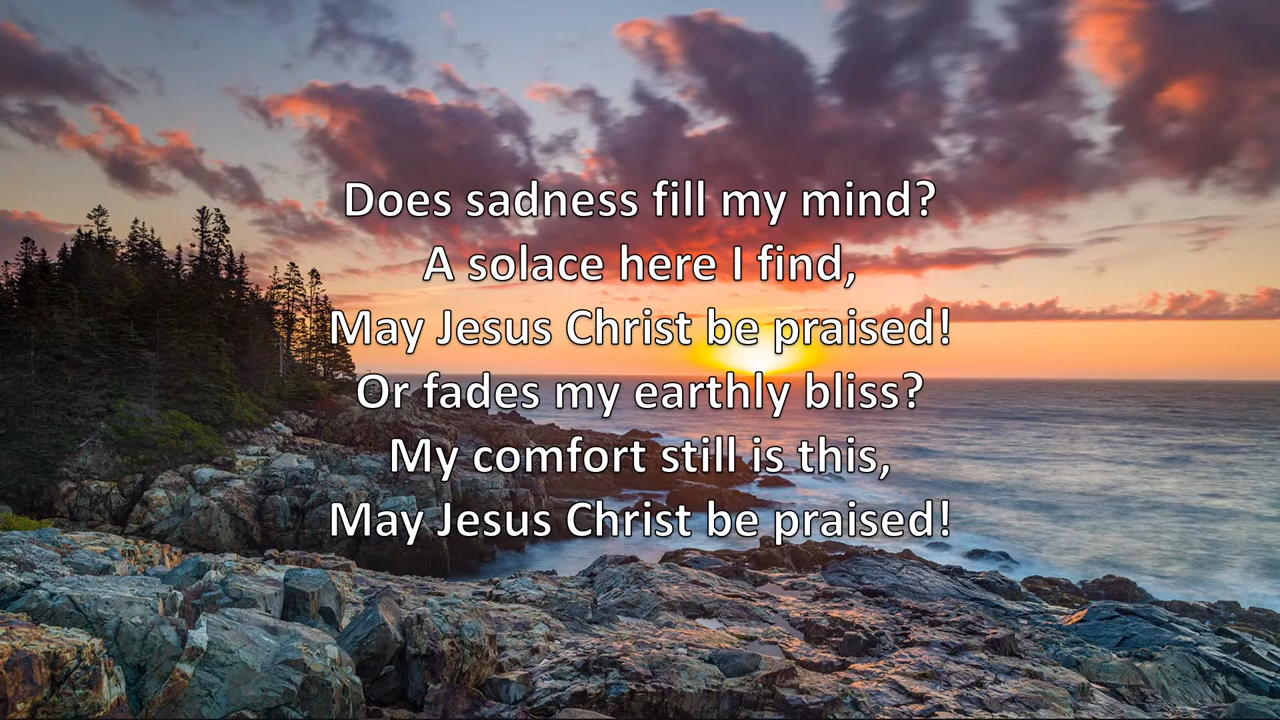 Does sadness fill my mind?
A solace here I find,
May Jesus Christ be praised!
Or fades my earthly bliss?
My comfort still is this,
May Jesus Christ be praised!